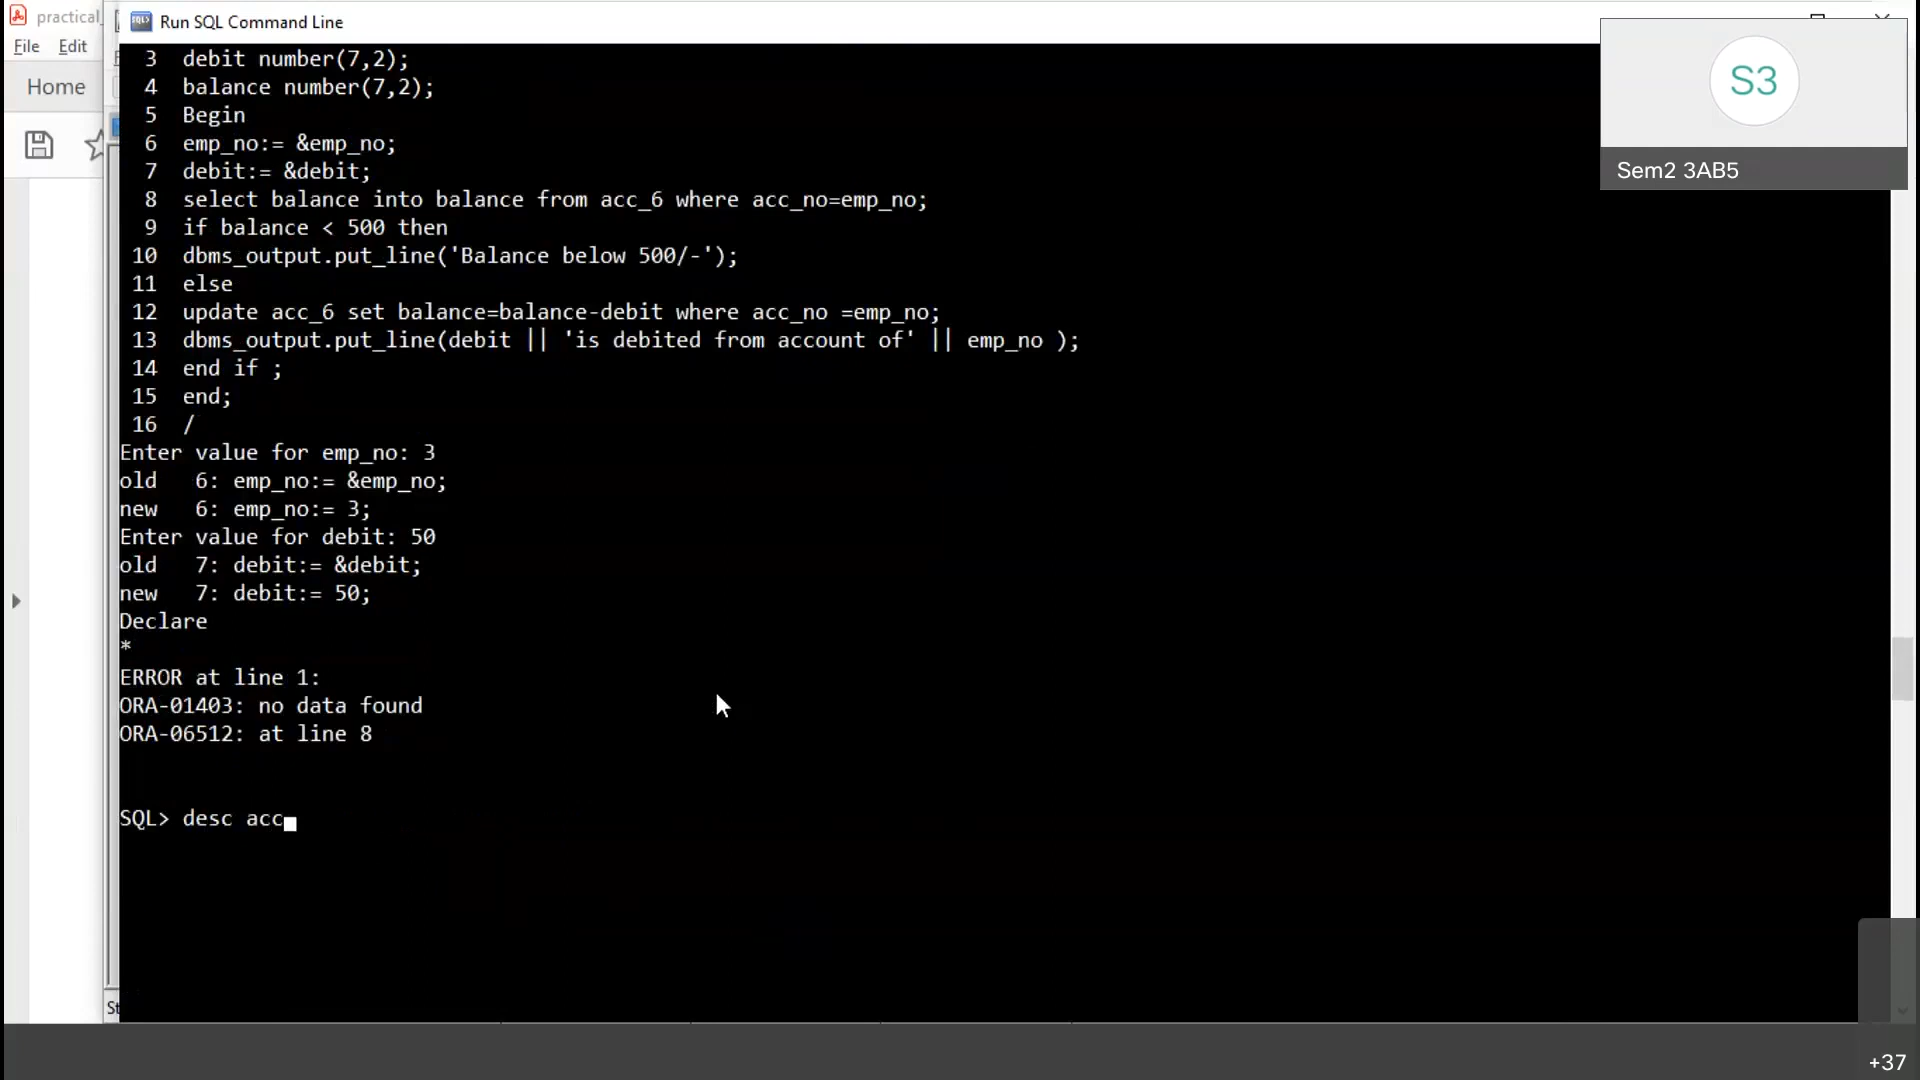 practical_
Run SQL Command Line
File Edit
Home
3 debit number(7,2);
4 balance number(7,2);
5 Begin
6 emp_no:= &emp_no;
7 debit:= &debit;
8 select balance into balance from acc_6 where acc_no=emp_no;
9 if balance < 500 then
10 dbms_output.put_line('Balance below 500/-');
11 else
12 update acc_6 set balance=balance-debit where acc_no =emp_no;
13 dbms_output.put_line(debit || 'is debited from account of' || emp_no );
14 end if ;
15 end;
16 /
Enter value for emp_no: 3
old 6: emp_no:= &emp_no;
new 6: emp_no:= 3;
Enter value for debit: 50
old 7: debit:= &debit;
new 7: debit:= 50;
Declare
*
ERROR at line 1:
ORA-01403: no data found
ORA-06512: at line 8
SQL> desc acc
S3
Sem2 3AB5
St
+37